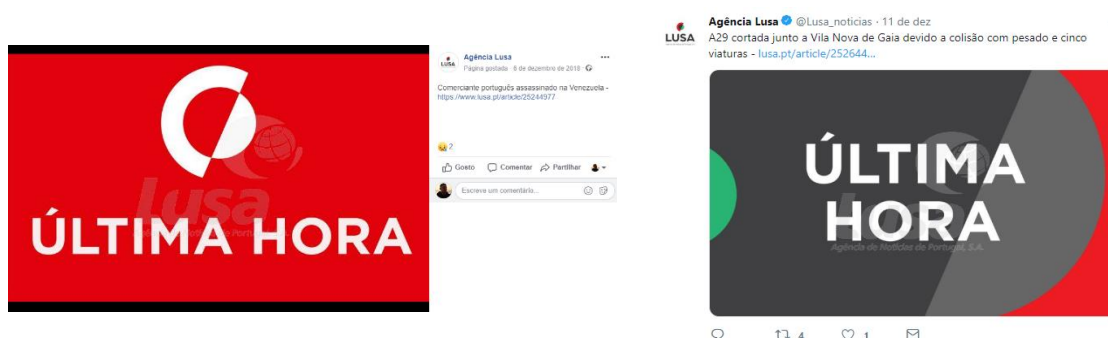 ÚLTIMA HORA
Agência Lusa
Página gostada · 6 de dezembro de 2018 ·
Comerciante português assassinado na Venezuela -
https://www.lusa.pt/article/25244977
2
Gosto Comentar Partilhar
Escreve um comentário...
LUSA
Agência Lusa @Lusa_noticias · 11 de dez
A29 cortada junto a Vila Nova de Gaia devido a colisão com pesado e cinco
viaturas - lusa.pt/article/252644...
ÚLTIMA
HORA
Agência de Notícias de Portugal, S.A.
4 1